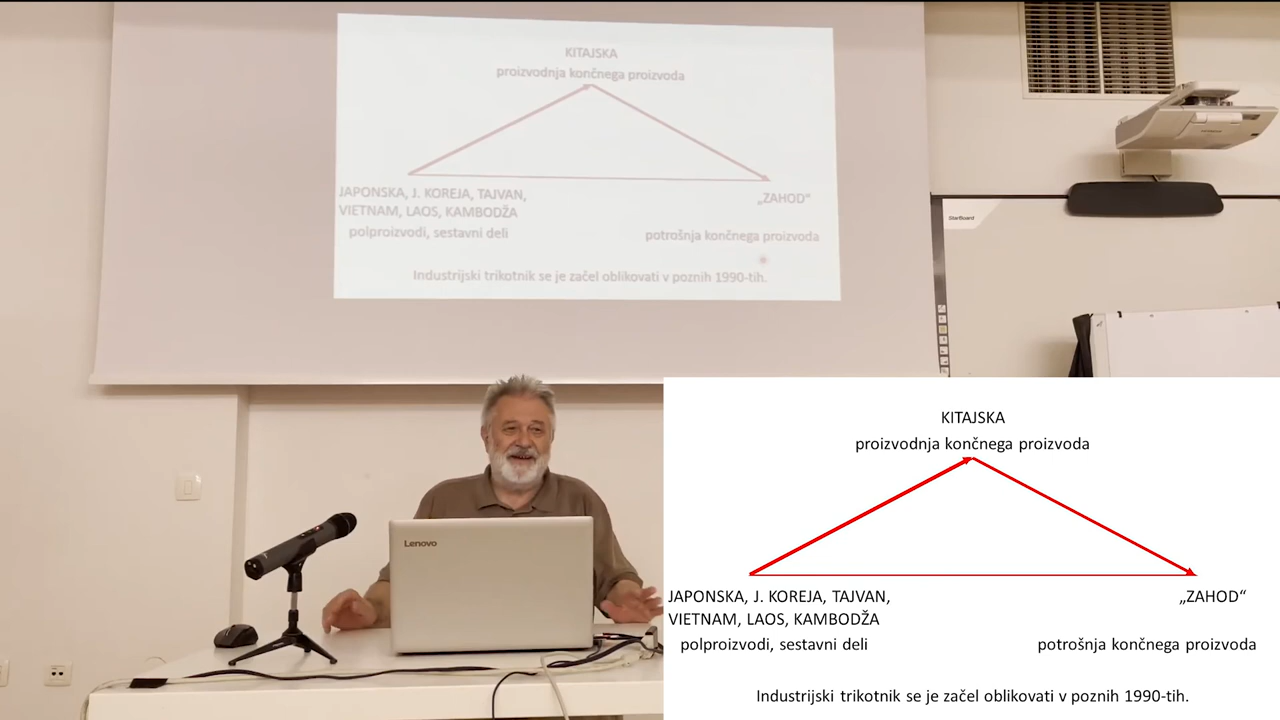 KITAJSKA
proizvodnja končnega proizvoda
JAPONSKA, J. KOREJA, TAJVAN,
VIETNAM, LAOS, KAMBODŽA
polproizvodi, sestavni deli
„ZAHOD“
potrošnja končnega proizvoda
Industrijski trikotnik se je začel oblikovati v poznih 1990-tih.
StarBoard
Lenovo
KITAJSKA
proizvodnja končnega proizvoda
JAPONSKA, J. KOREJA, TAJVAN,
VIETNAM, LAOS, KAMBODŽA
polproizvodi, sestavni deli
„ZAHOD“
potrošnja končnega proizvoda
Industrijski trikotnik se je začel oblikovati v poznih 1990-tih.